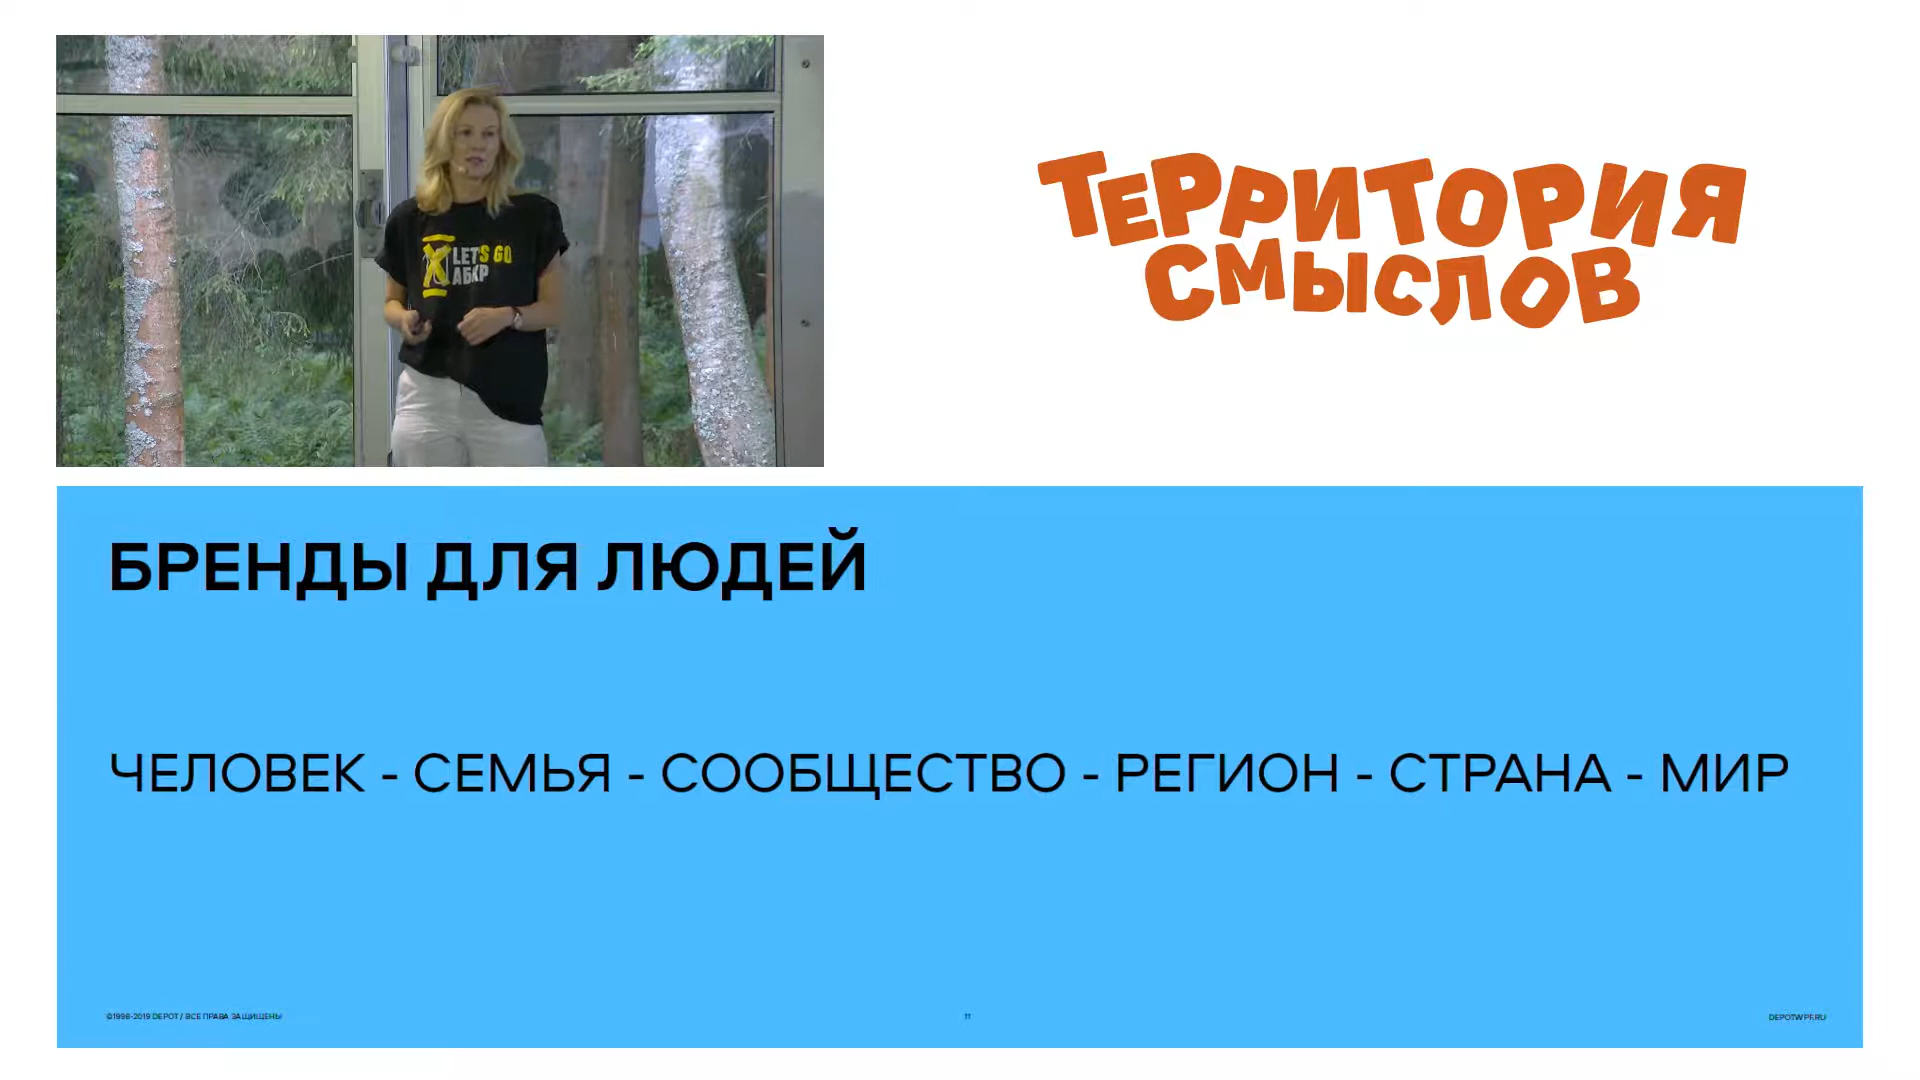 LET'S GO
АБКР
ТЕРРИТОРИЯ
СМЫСЛОВ
БРЕНДЫ ДЛЯ ЛЮДЕЙ
ЧЕЛОВЕК - СЕМЬЯ - СООБЩЕСТВО - РЕГИОН - СТРАНА - МИР
©1998-2019 DEPOT / ВСЕ ПРАВА ЗАЩИЩЕНЫ
11
DEPOTWPF.RU